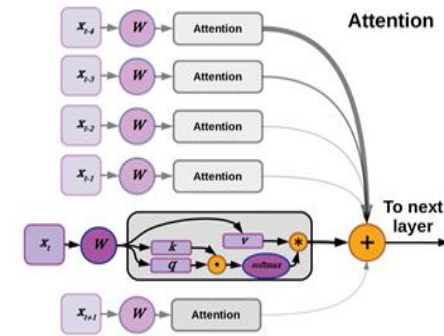 Attention
x_{t-4} W Attention
x_{t-3} W Attention
x_{t-2} W Attention
x_{t-1} W Attention
To next
layer
x_t W k q v softmax
x_{t+1} W Attention